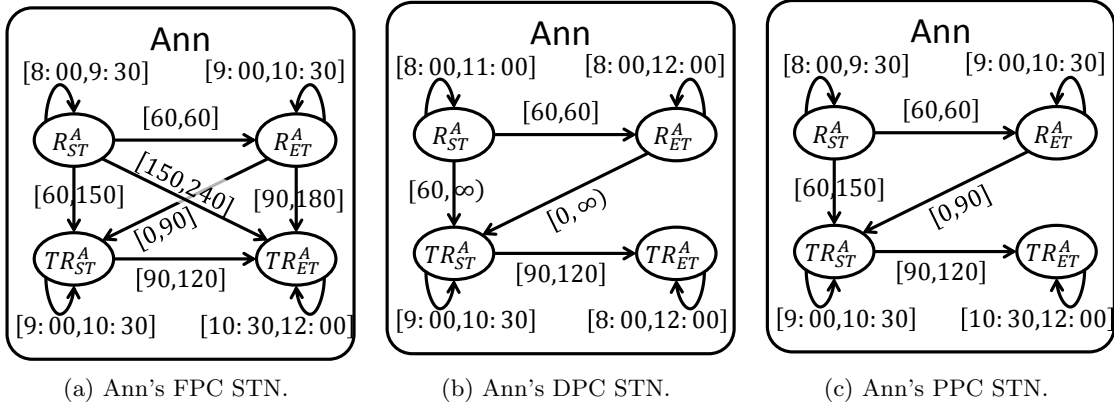 Ann
[8: 00,9: 30] [9: 00,10: 30]
[60,60]
R^A_ST R^A_ET
[150,240]
[60,150] [90,180]
[0,90]
TR^A_ST TR^A_ET
[90,120]
[9: 00,10: 30] [10: 30,12: 00]
(a) Ann's FPC STN.
Ann
[8: 00,11: 00] [8: 00,12: 00]
[60,60]
R^A_ST R^A_ET
[60, ∞)
[0, ∞)
TR^A_ST TR^A_ET
[90,120]
[9: 00,10: 30] [8: 00,12: 00]
(b) Ann's DPC STN.
Ann
[8: 00,9: 30] [9: 00,10: 30]
[60,60]
R^A_ST R^A_ET
[60,150]
[0,90]
TR^A_ST TR^A_ET
[90,120]
[9: 00,10: 30] [10: 30,12: 00]
(c) Ann's PPC STN.